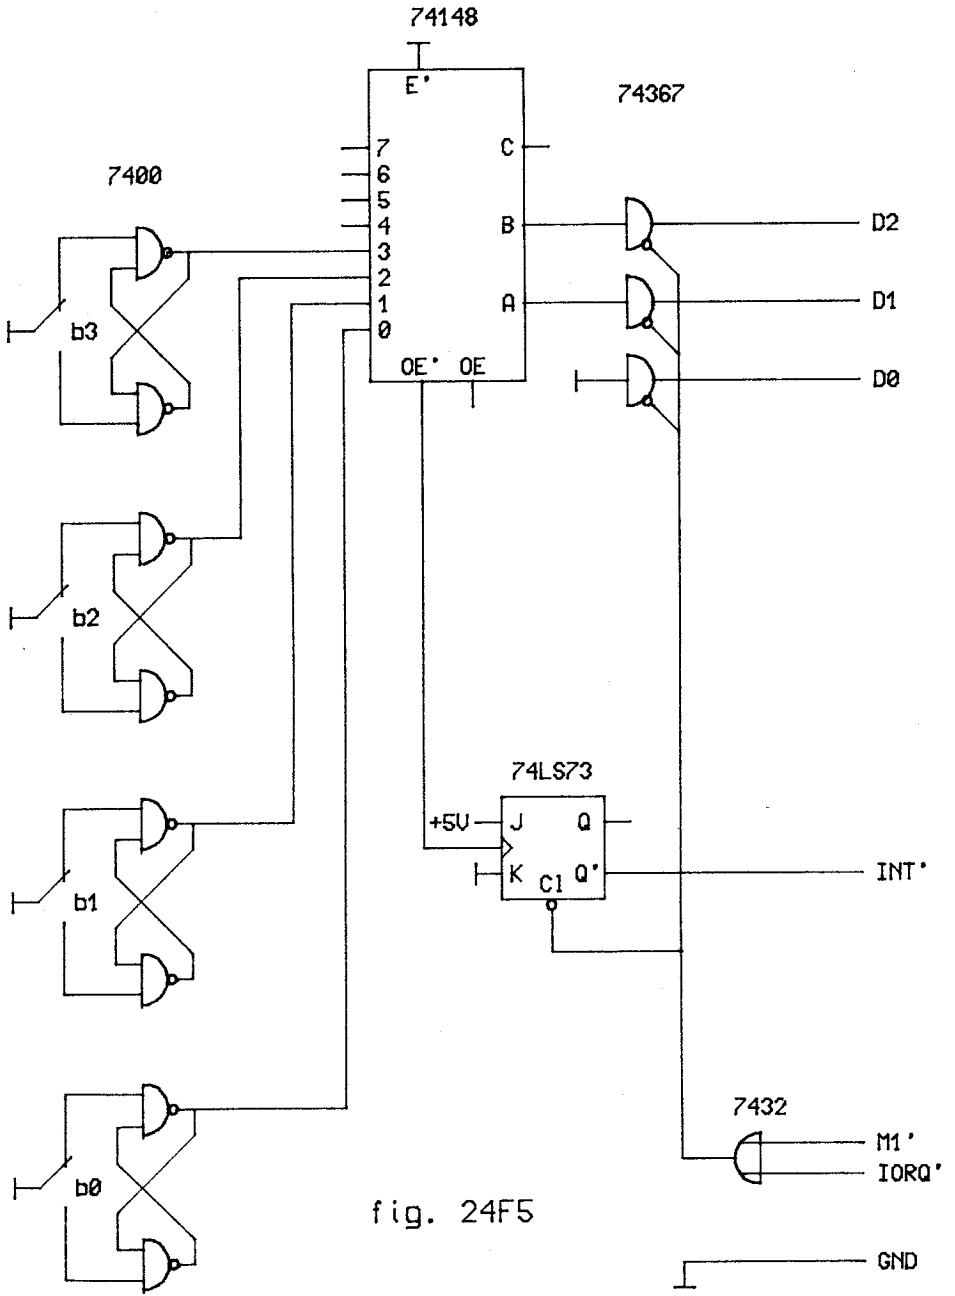 74148
E'
74367
7
C
6
7400
5
4
B
D2
3
2
1
A
D1
b3
0
OE' OE
D0
b2
74LS73
+5V
J
Q
K
Q'
INT'
Cl
b1
7432
M1'
IORQ'
b0
fig. 24F5
GND